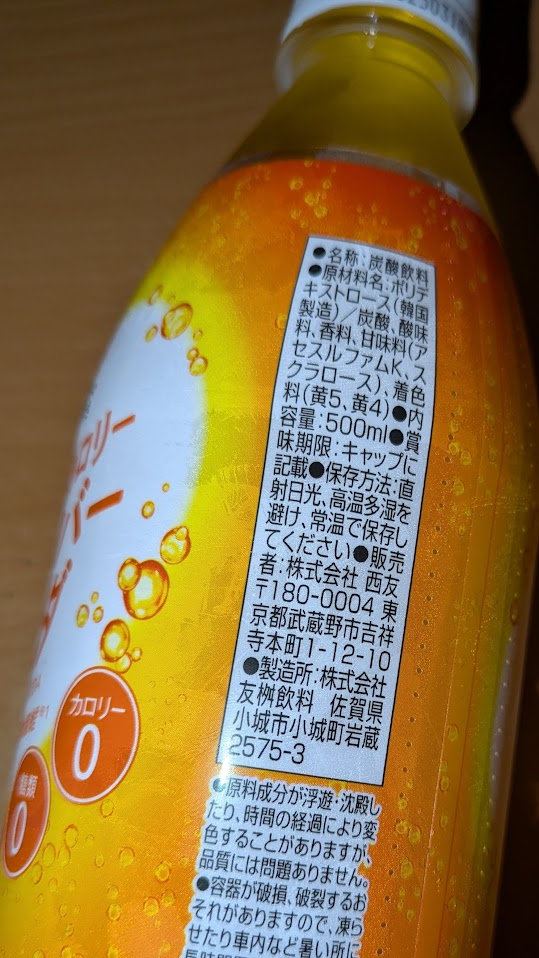 ●名称:炭酸飲料
●原材料名:ポリデ
キストロース(韓国
製造)/炭酸、酸味
料、香料、甘味料(ア
セスルファムK、ス
クラロース)、着色
料(黄5、黄4)●内
容量:500ml●賞
味期限:キャップに
記載●保存方法:直
射日光、高温多湿を
避け、常温で保存し
てください●販売
者:株式会社 西友
〒180-0004 東
京都武蔵野市吉祥
寺本町1-12-10
●製造所:株式会社
友桝飲料 佐賀県
小城市小城町岩蔵
2575-3
●原料成分が浮遊・沈殿し
たり、時間の経過により変
色することがありますが、
品質には問題ありません。
●容器が破損、破裂するお
それがありますので、凍ら
せたり車内など暑い所に
ロリー
バー
カロリー
0
糖類
0